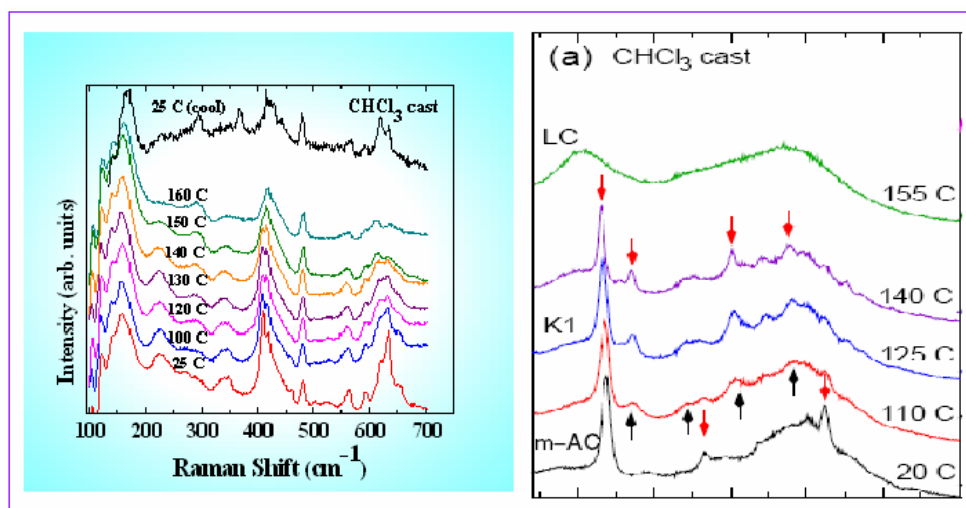 25 C (cool) CHCl₃ cast
160 C
150 C
140 C
130 C
120 C
100 C
25 C
Intensity (arb. units)
100 200 300 400 500 600 700
Raman Shift (cm⁻¹)
(a) CHCl₃ cast
LC
155 C
140 C
K1
125 C
110 C
m-AC
20 C